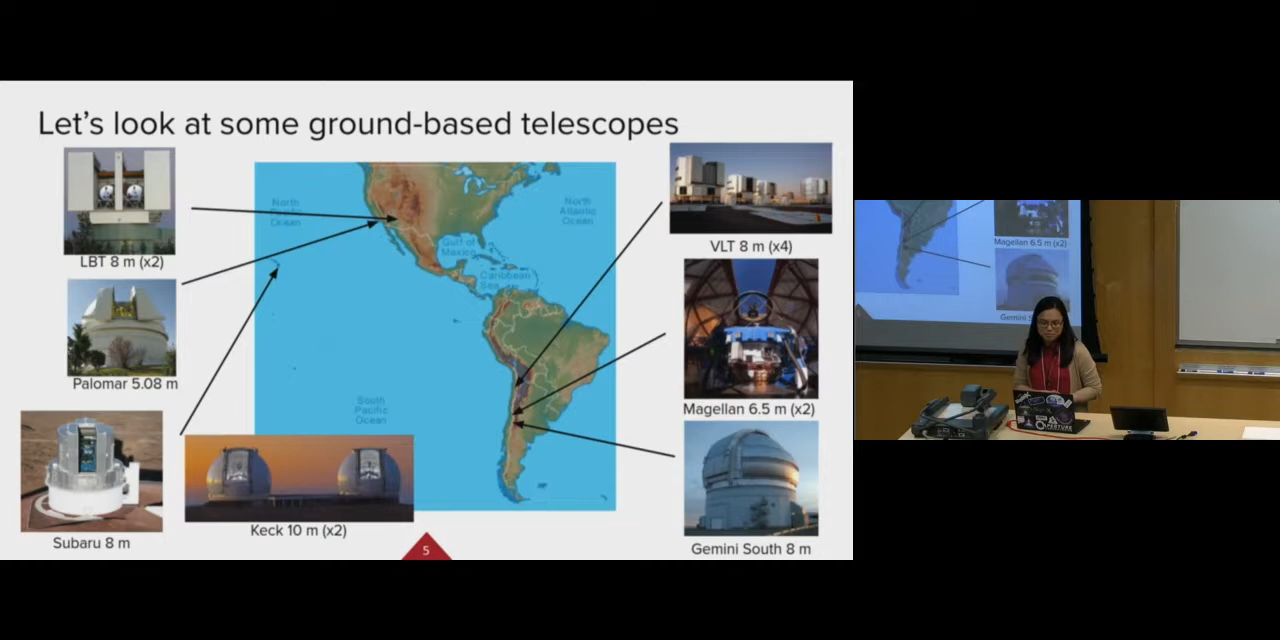 Let's look at some ground-based telescopes
LBT 8 m (x2)
Palomar 5.08 m
Subaru 8 m
Keck 10 m (x2)
North
Ocean
North
Atlantic
Ocean
Gulf of
Mexico
Caribbean
Sea
South
Pacific
Ocean
VLT 8 m (x4)
Magellan 6.5 m (x2)
Gemini South 8 m
5
Magellan 6.5 m (x2)
Gemini S